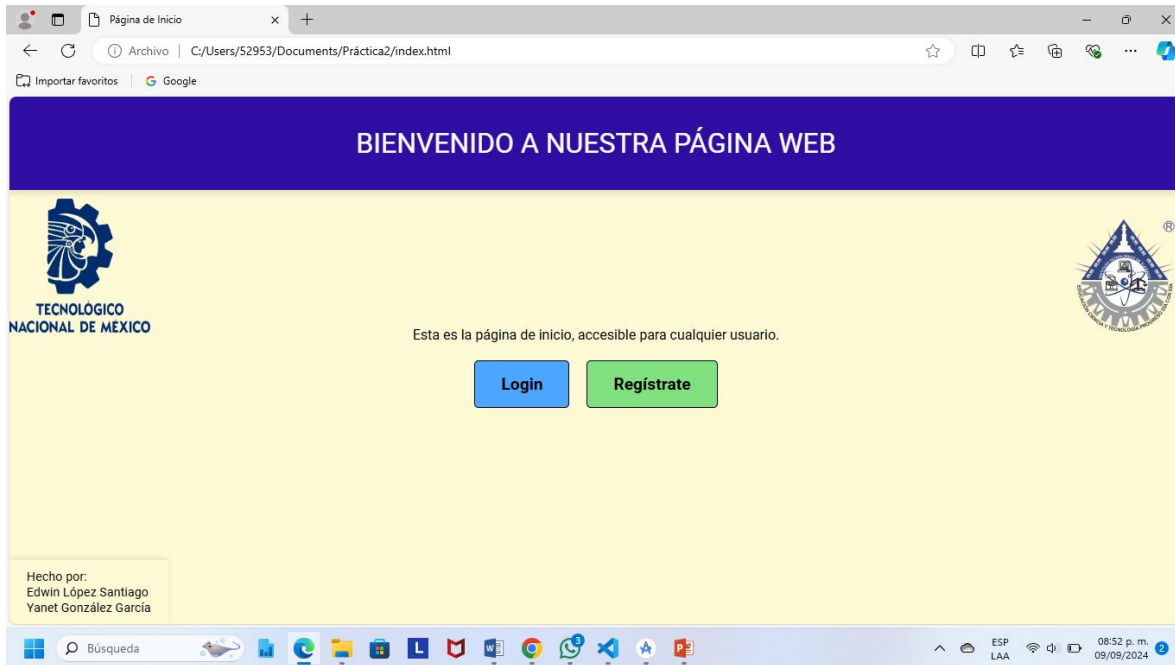 Página de Inicio
Archivo | C:/Users/52953/Documents/Práctica2/index.html
Importar favoritos
Google
BIENVENIDO A NUESTRA PÁGINA WEB
TECNOLÓGICO
NACIONAL DE MÉXICO
®
Esta es la página de inicio, accesible para cualquier usuario.
Login
Regístrate
Hecho por:
Edwin López Santiago
Yanet González García
Búsqueda
L
3
ESP
LAA
08:52 p. m.
09/09/2024
2